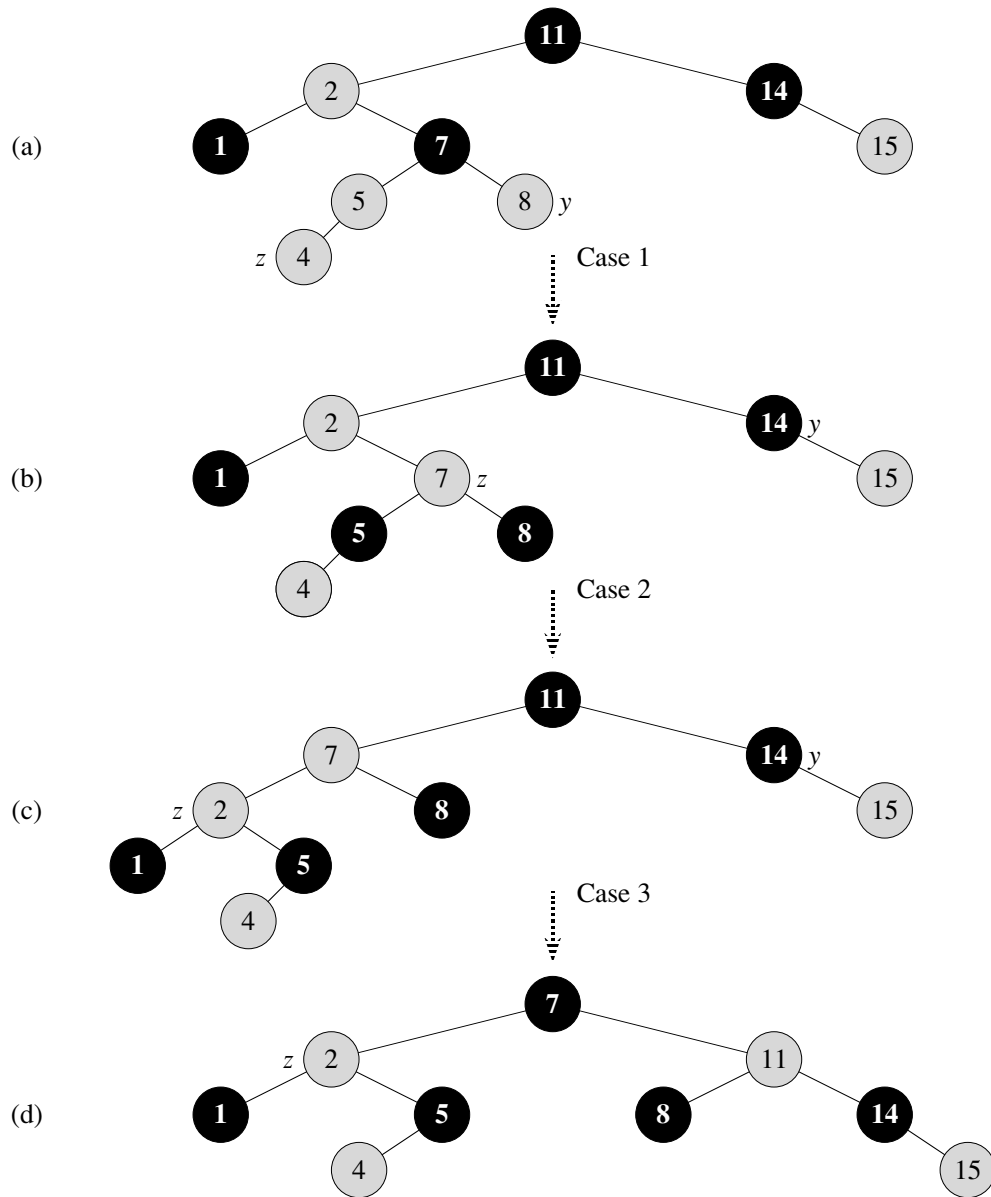 11
2 14
(a) 1 7 15
5 8 y
z 4 Case 1
11
2 14 y
(b) 1 7 z 15
5 8
4 Case 2
11
7 14 y
(c) z 2 8 15
1 5
4 Case 3
7
z 2 11
(d) 1 5 8 14
4 15